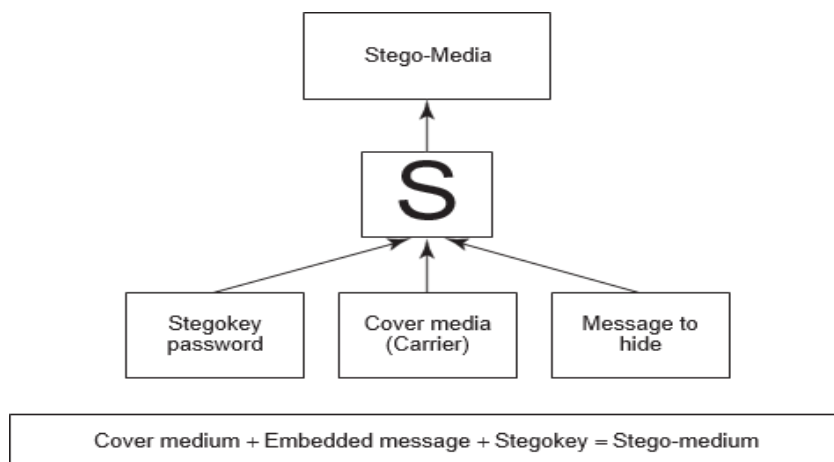 Stego-Media
S
Stegokey
password
Cover media
(Carrier)
Message to
hide
Cover medium + Embedded message + Stegokey = Stego-medium